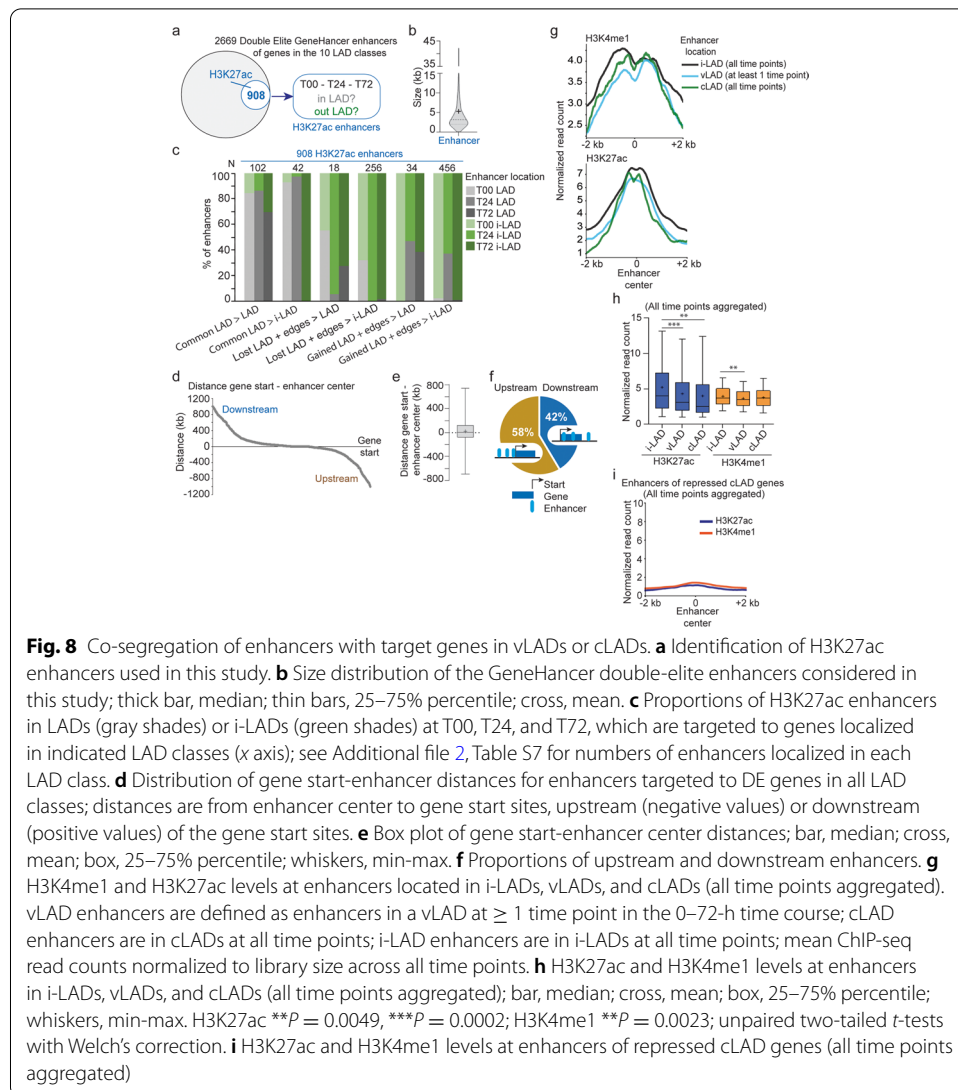 a
2669 Double Elite GeneHancer enhancers
of genes in the 10 LAD classes
H3K27ac
908
T00 - T24 - T72
in LAD?
out LAD?
H3K27ac enhancers
b
Size (kb)
45
35
15
10
5
0
Enhancer
c
908 H3K27ac enhancers
N 102 42 18 256 34 456
% of enhancers
100
80
60
40
20
0
Enhancer location
T00 LAD
T24 LAD
T72 LAD
T00 i-LAD
T24 i-LAD
T72 i-LAD
Common LAD > LAD
Common LAD > i-LAD
Lost LAD + edges > LAD
Lost LAD + edges > i-LAD
Gained LAD + edges > LAD
Gained LAD + edges > i-LAD
d
Distance gene start - enhancer center
Distance (kb)
1200
800
400
0
-400
-800
-1200
Downstream
Gene
start
Upstream
e
Distance gene start -
enhancer center (kb)
800
400
0
-400
-800
f
Upstream Downstream
58%
42%
Start
Gene
Enhancer
g
H3K4me1
Normalized read count
4.0
3.5
3.0
2.5
Enhancer
location
i-LAD (all time points)
vLAD (at least 1 time point)
cLAD (all time points)
-2 kb 0 +2 kb
H3K27ac
7
6
5
4
3
2
1
-2 kb 0 +2 kb
Enhancer
center
h
(All time points aggregated)
Normalized read count
15
10
5
0
**
***
**
i-LAD vLAD cLAD i-LAD vLAD cLAD
H3K27ac H3K4me1
i
Enhancers of repressed cLAD genes
(All time points aggregated)
Normalized read count
10
8
6
4
2
0
H3K27ac
H3K4me1
-2 kb 0 +2 kb
Enhancer
center
Fig. 8 Co-segregation of enhancers with target genes in vLADs or cLADs. a Identification of H3K27ac
enhancers used in this study. b Size distribution of the GeneHancer double-elite enhancers considered in
this study; thick bar, median; thin bars, 25–75% percentile; cross, mean. c Proportions of H3K27ac enhancers
in LADs (gray shades) or i-LADs (green shades) at T00, T24, and T72, which are targeted to genes localized
in indicated LAD classes (x axis); see Additional file 2, Table S7 for numbers of enhancers localized in each
LAD class. d Distribution of gene start-enhancer distances for enhancers targeted to DE genes in all LAD
classes; distances are from enhancer center to gene start sites, upstream (negative values) or downstream
(positive values) of the gene start sites. e Box plot of gene start-enhancer center distances; bar, median; cross,
mean; box, 25–75% percentile; whiskers, min-max. f Proportions of upstream and downstream enhancers. g
H3K4me1 and H3K27ac levels at enhancers located in i-LADs, vLADs, and cLADs (all time points aggregated).
vLAD enhancers are defined as enhancers in a vLAD at ≥ 1 time point in the 0–72-h time course; cLAD
enhancers are in cLADs at all time points; i-LAD enhancers are in i-LADs at all time points; mean ChIP-seq
read counts normalized to library size across all time points. h H3K27ac and H3K4me1 levels at enhancers
in i-LADs, vLADs, and cLADs (all time points aggregated); bar, median; cross, mean; box, 25–75% percentile;
whiskers, min-max. H3K27ac **P = 0.0049, ***P = 0.0002; H3K4me1 **P = 0.0023; unpaired two-tailed t-tests
with Welch's correction. i H3K27ac and H3K4me1 levels at enhancers of repressed cLAD genes (all time points
aggregated)